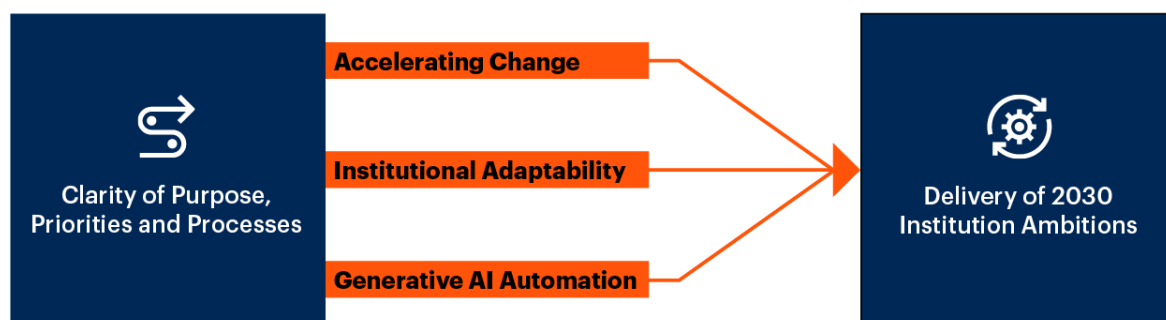 Accelerating Change
Clarity of Purpose,
Priorities and Processes
Institutional Adaptability
Generative AI Automation
Delivery of 2030
Institution Ambitions